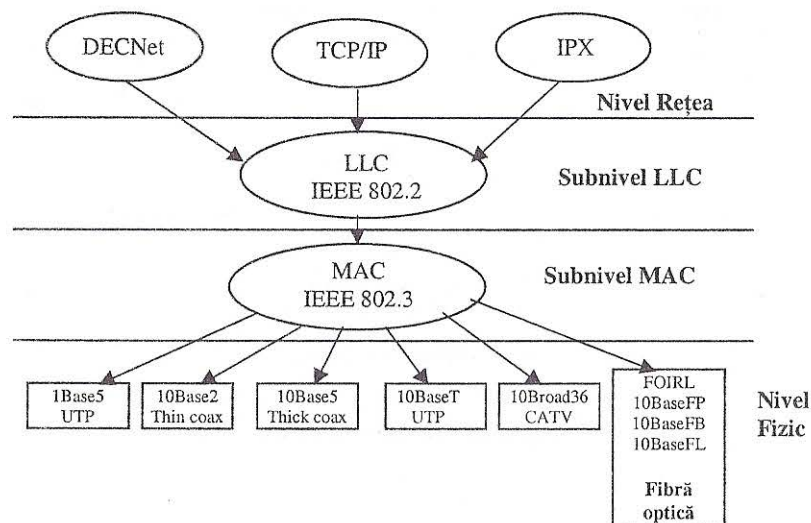 DECNet
TCP/IP
IPX
Nivel Rețea
LLC
IEEE 802.2
Subnivel LLC
MAC
IEEE 802.3
Subnivel MAC
1Base5
UTP
10Base2
Thin coax
10Base5
Thick coax
10BaseT
UTP
10Broad36
CATV
FOIRL
10BaseFP
10BaseFB
10BaseFL
Fibră
optică
Nivel
Fizic